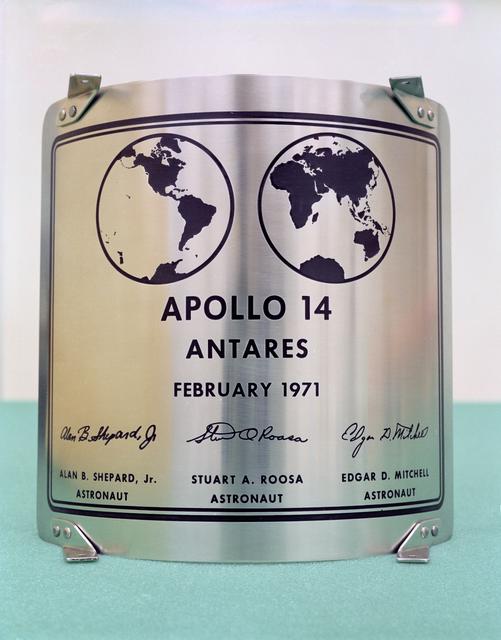 APOLLO 14
ANTARES
FEBRUARY 1971
Alan B. Shepard, Jr
Stuart A Roosa
Edgar D. Mitchell
ALAN B. SHEPARD, Jr.
ASTRONAUT
STUART A. ROOSA
ASTRONAUT
EDGAR D. MITCHELL
ASTRONAUT